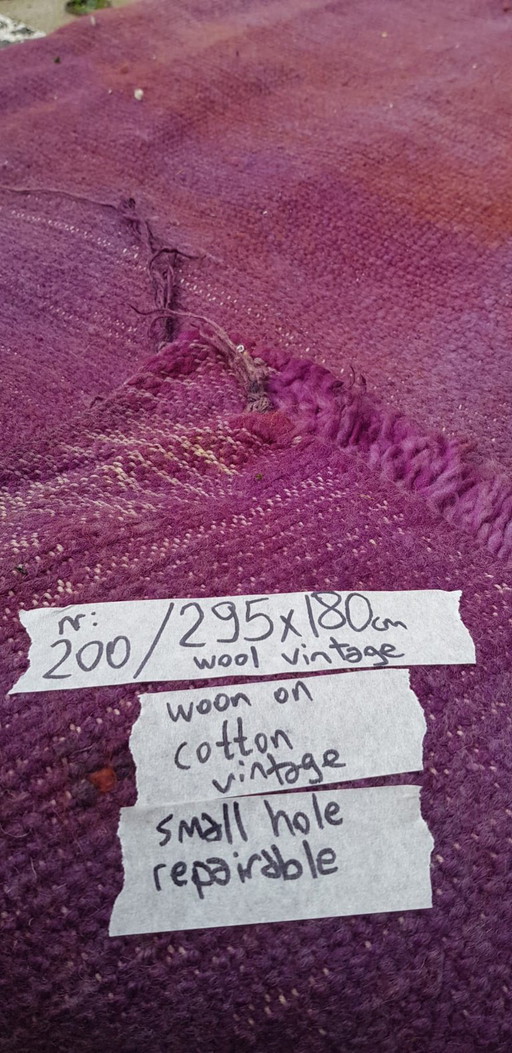 nr:
200/295x180cm
wool vintage
woon on
cotton
vintage
small hole
repairable